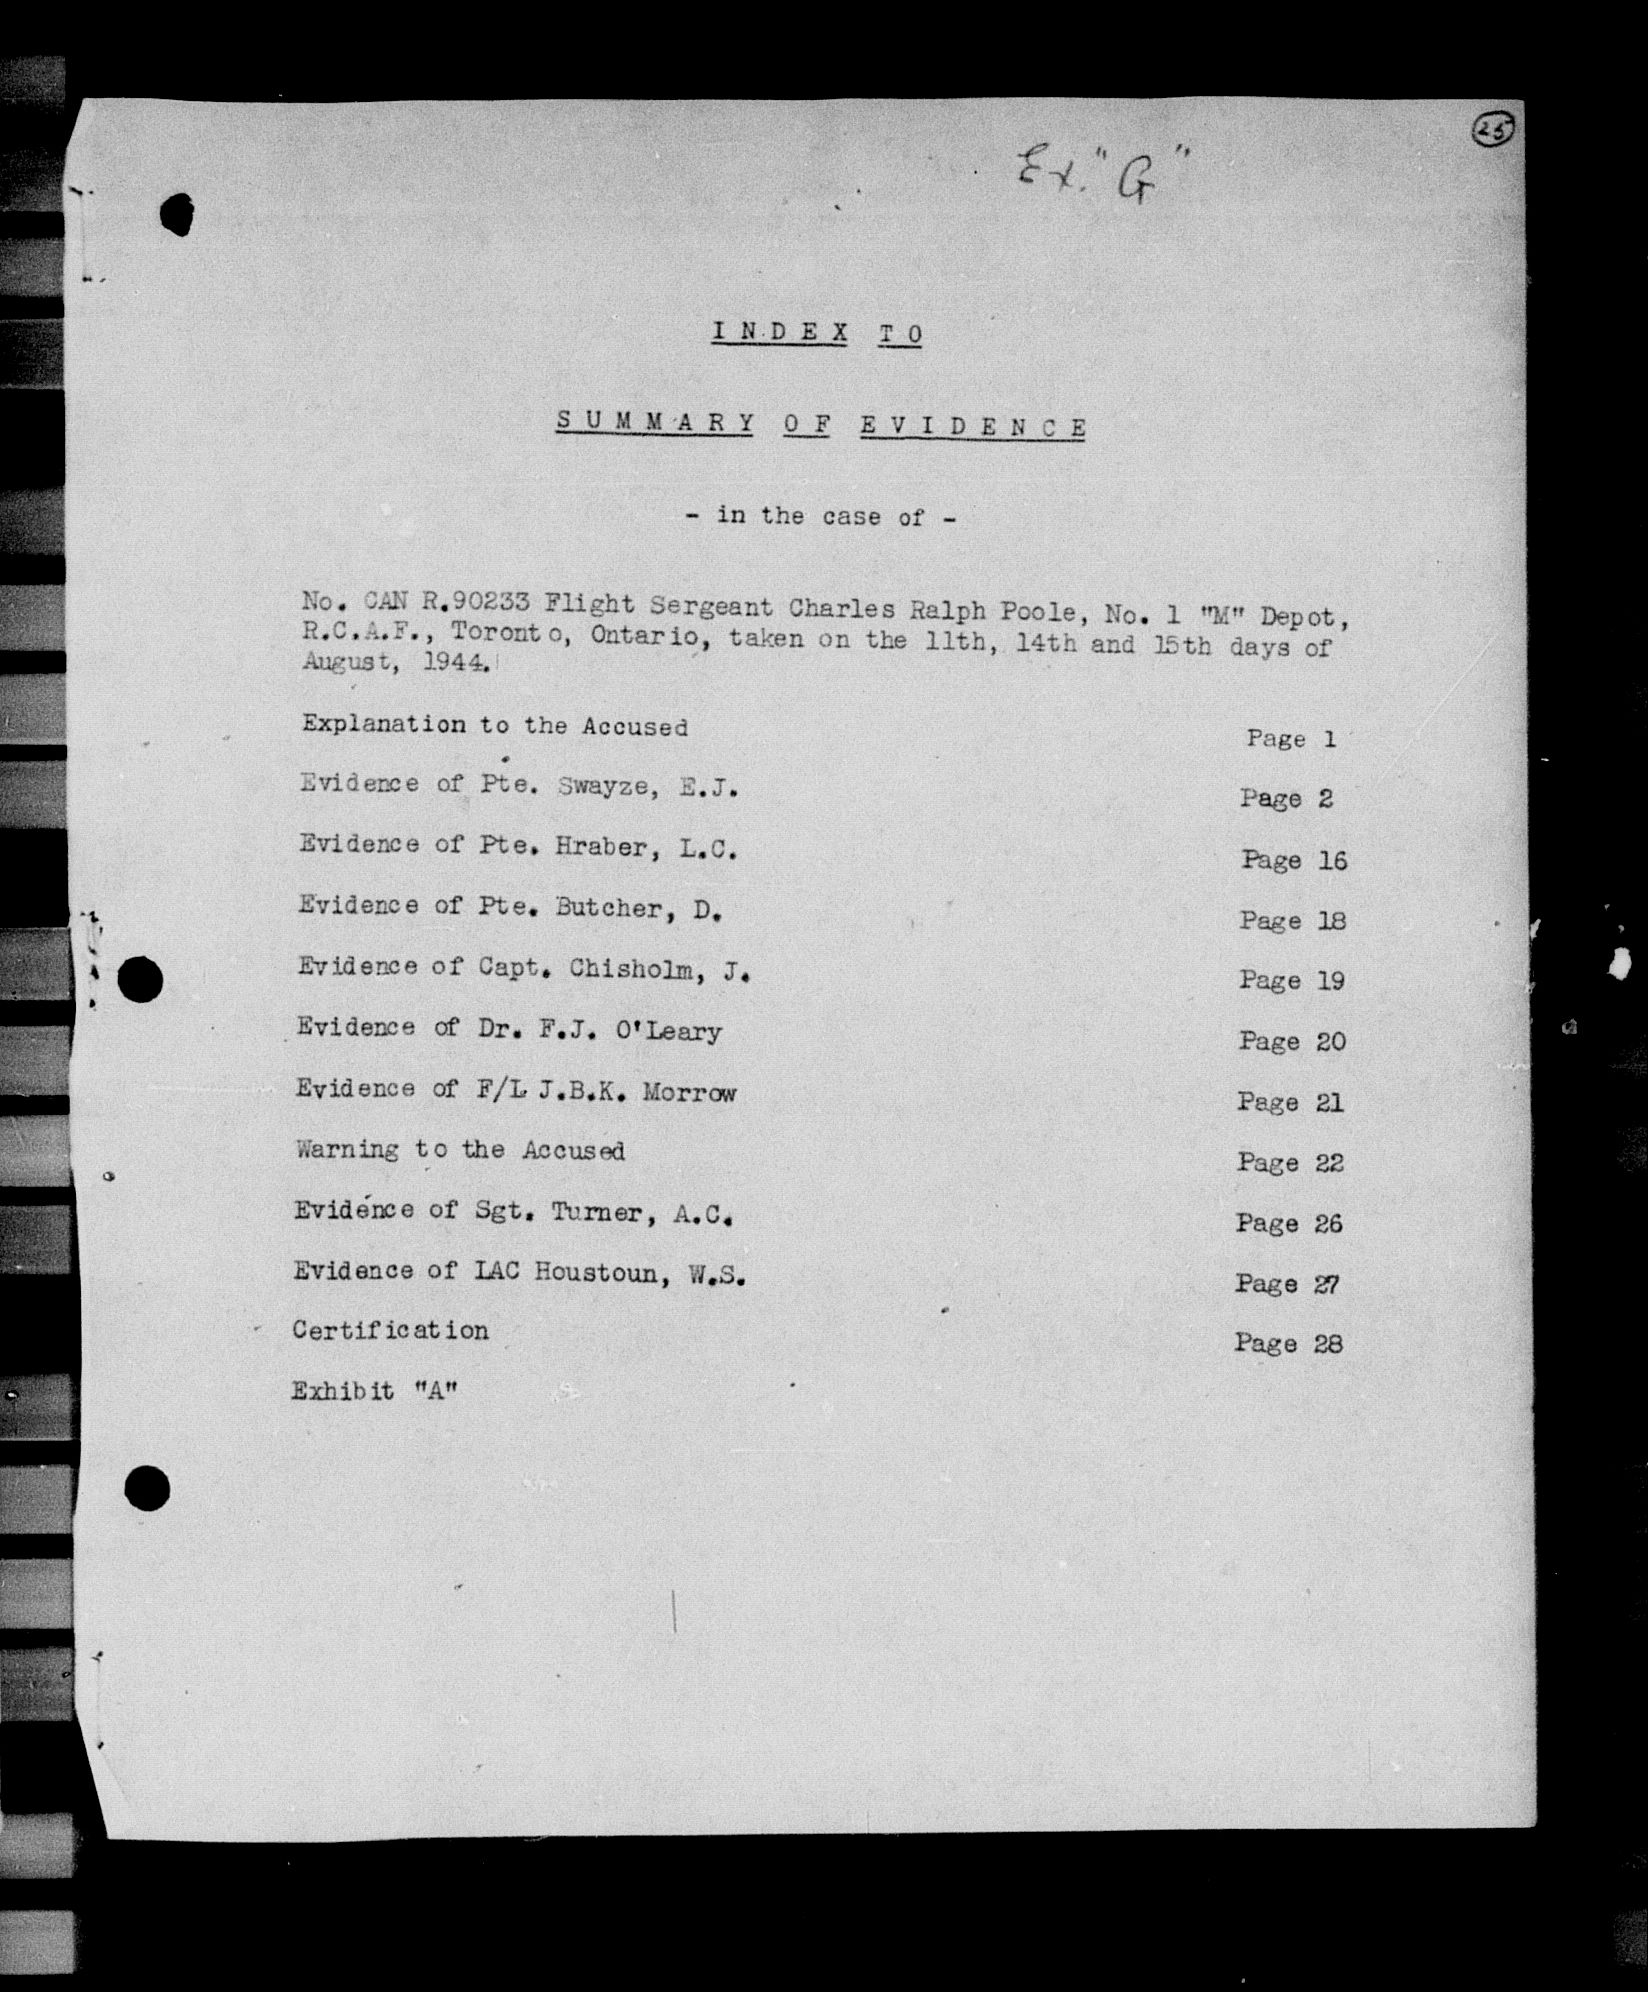 25
Ex. "G"
INDEX TO
SUMMARY OF EVIDENCE
- in the case of -
No. CAN R.90233 Flight Sergeant Charles Ralph Poole, No. 1 "M" Depot,
R.C.A.F., Toronto, Ontario, taken on the 11th, 14th and 15th days of
August, 1944.
Explanation to the Accused Page 1
Evidence of Pte. Swayze, E.J. Page 2
Evidence of Pte. Hraber, L.C. Page 16
Evidence of Pte. Butcher, D. Page 18
Evidence of Capt. Chisholm, J. Page 19
Evidence of Dr. F.J. O'Leary Page 20
Evidence of F/L J.B.K. Morrow Page 21
Warning to the Accused Page 22
Evidence of Sgt. Turner, A.C. Page 26
Evidence of LAC Houstoun, W.S. Page 27
Certification Page 28
Exhibit "A"